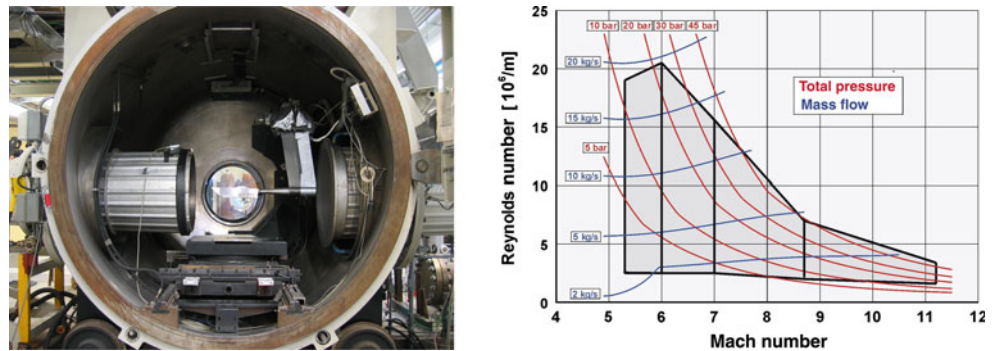 Reynolds number [10⁶/m]
25
20
15
10
5
0
10 bar
20 bar
30 bar
45 bar
20 kg/s
15 kg/s
5 bar
10 kg/s
5 kg/s
2 kg/s
Total pressure
Mass flow
4 5 6 7 8 9 10 11 12
Mach number